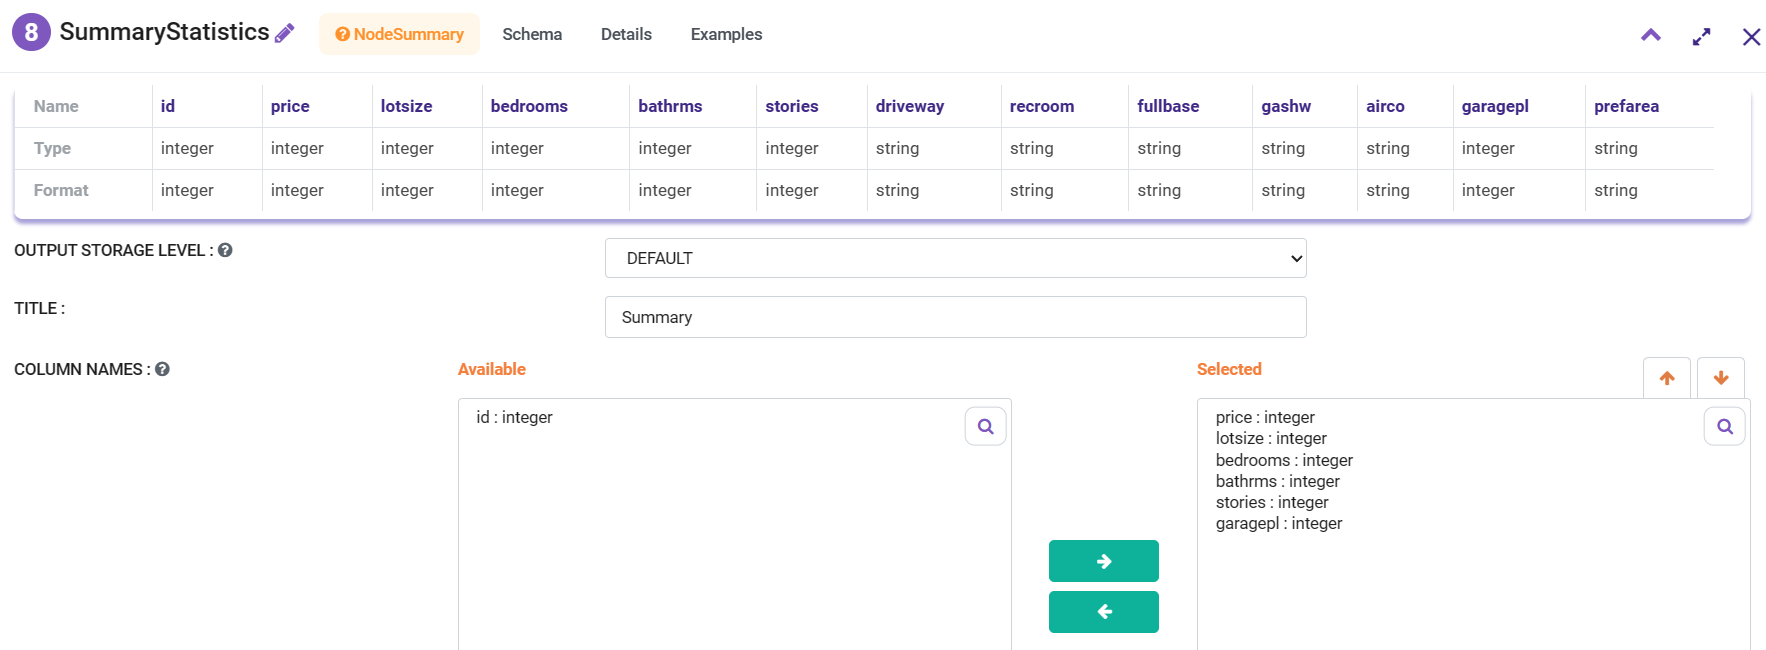 8 SummaryStatistics NodeSummary Schema Details Examples
Name id price lotsize bedrooms bathrms stories driveway recroom fullbase gashw airco garagepl prefarea
Type integer integer integer integer integer integer string string string string string integer string
Format integer integer integer integer integer integer string string string string string integer string
OUTPUT STORAGE LEVEL : DEFAULT
TITLE : Summary
COLUMN NAMES : Available Selected
id : integer
price : integer
lotsize : integer
bedrooms : integer
bathrms : integer
stories : integer
garagepl : integer